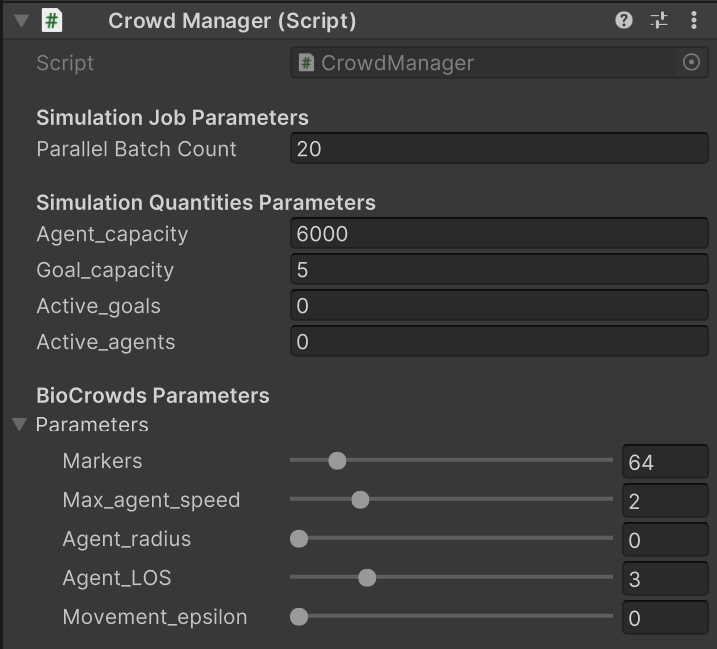 Crowd Manager (Script)
Script CrowdManager
Simulation Job Parameters
Parallel Batch Count 20
Simulation Quantities Parameters
Agent_capacity 6000
Goal_capacity 5
Active_goals 0
Active_agents 0
BioCrowds Parameters
Parameters
Markers 64
Max_agent_speed 2
Agent_radius 0
Agent_LOS 3
Movement_epsilon 0